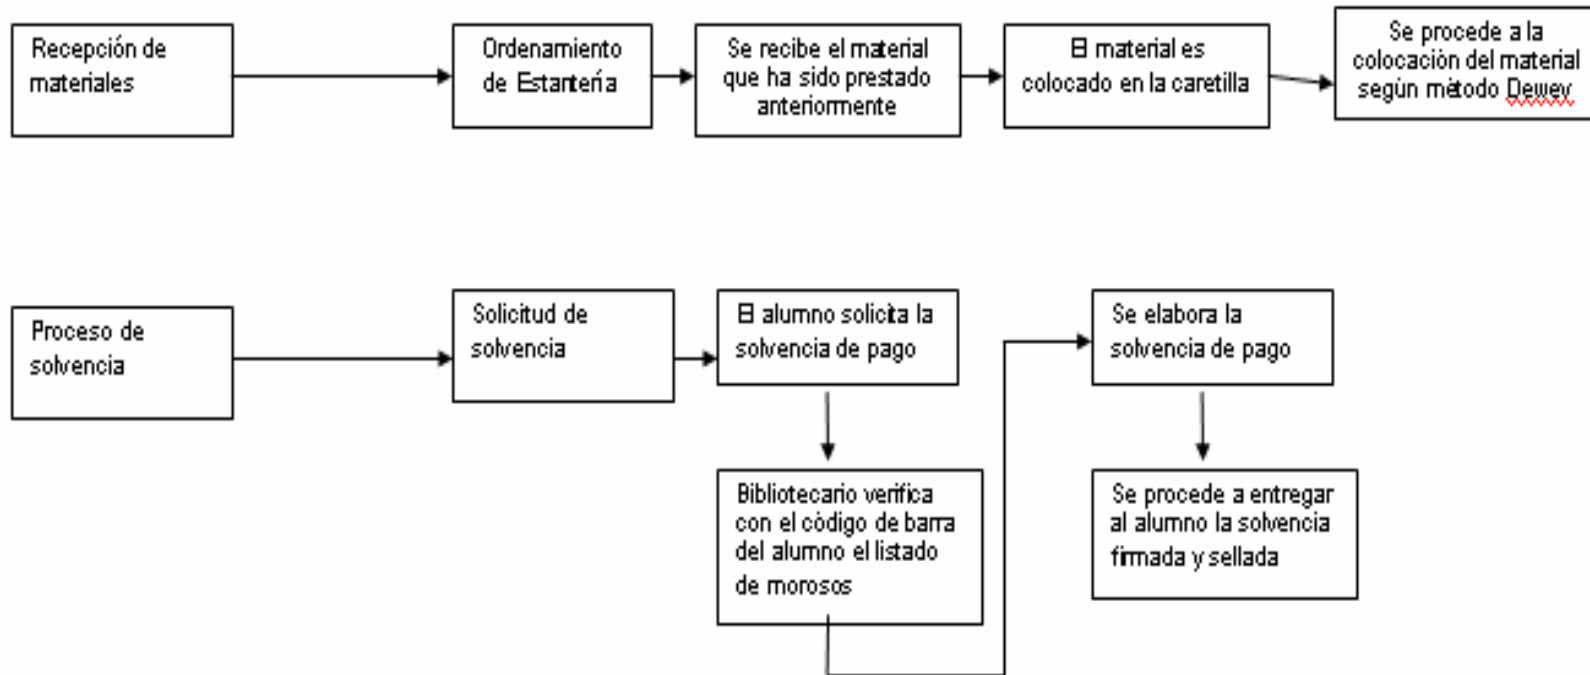 Recepción de
materiales
Ordenamiento
de Estantería
Se recibe el material
que ha sido prestado
anteriormente
El material es
colocado en la caretilla
Se procede a la
colocación del material
según método Dewey
Proceso de
solvencia
Solicitud de
solvencia
El alumno solicita la
solvencia de pago
Bibliotecario verifica
con el código de barra
del alumno el listado
de morosos
Se elabora la
solvencia de pago
Se procede a entregar
al alumno la solvencia
firmada y sellada